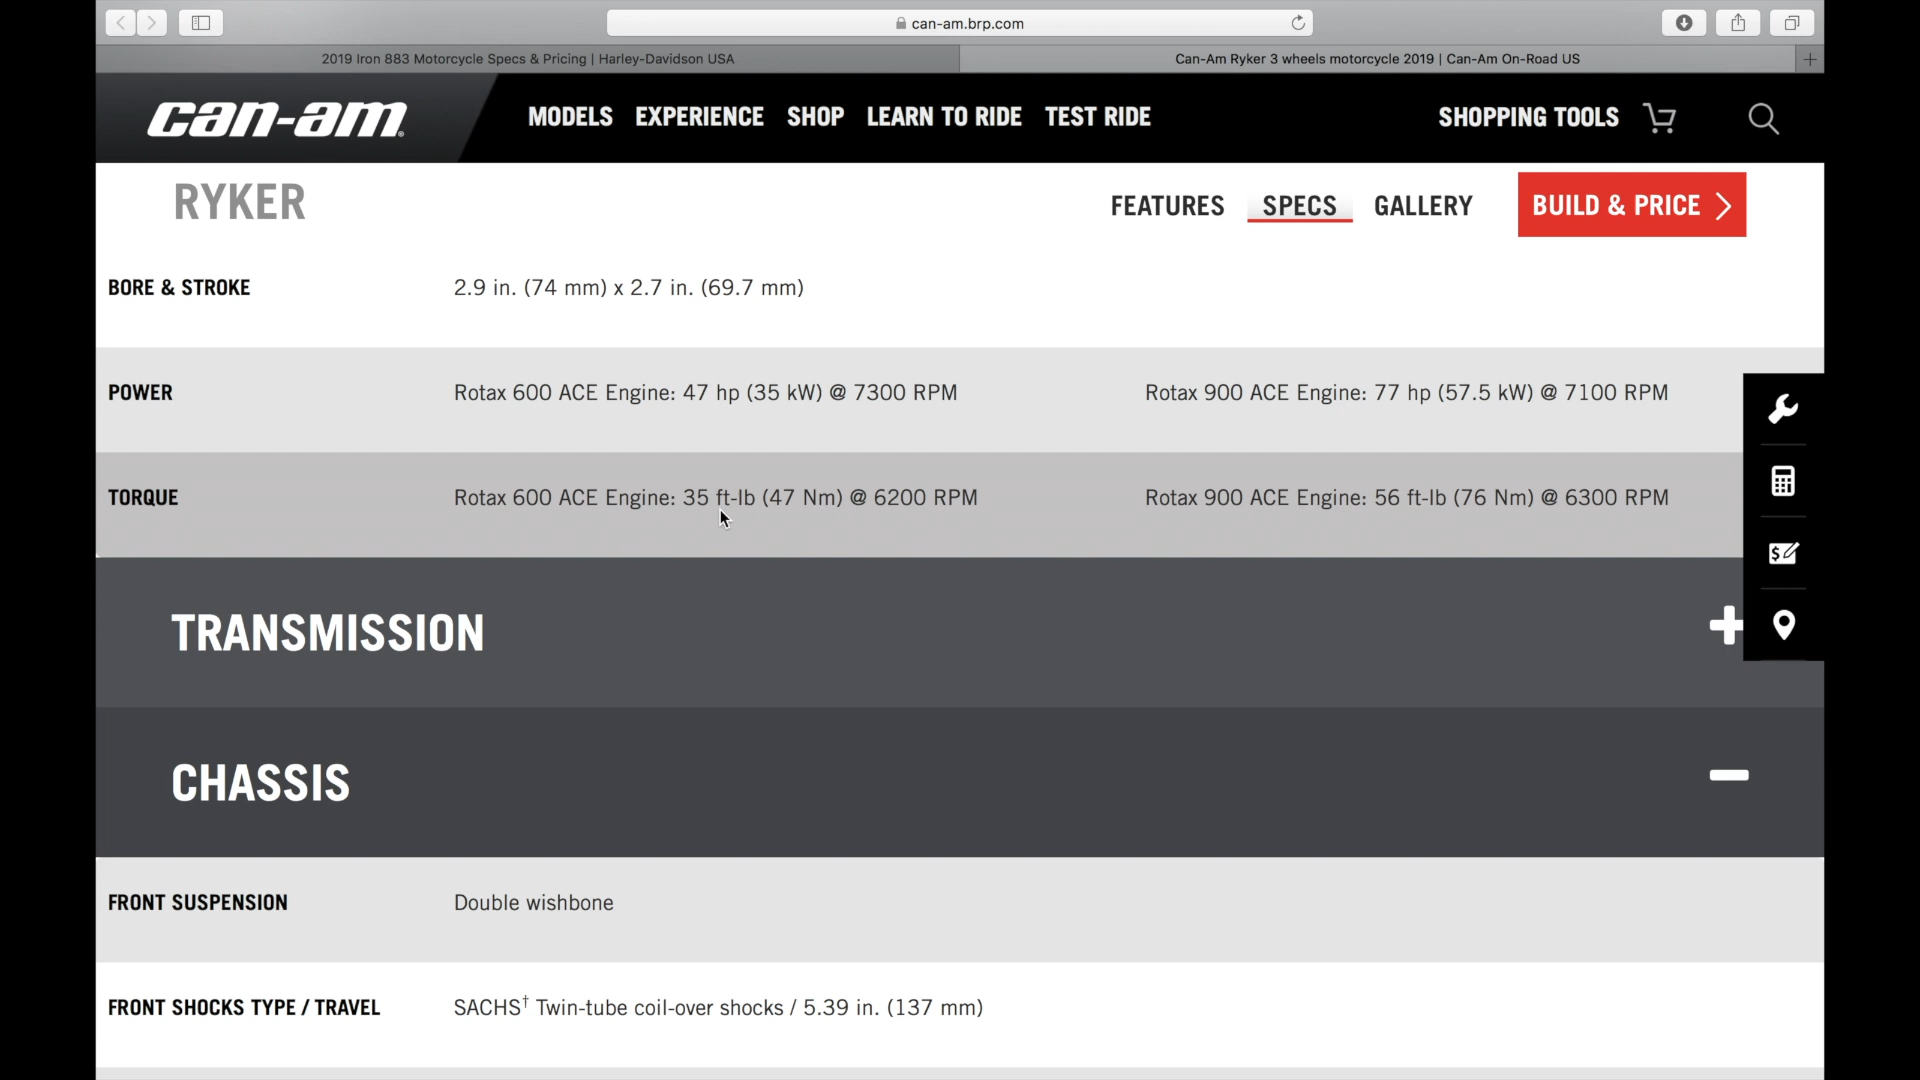 can-am.brp.com
2019 Iron 883 Motorcycle Specs & Pricing | Harley-Davidson USA
Can-Am Ryker 3 wheels motorcycle 2019 | Can-Am On-Road US
can-am
MODELS EXPERIENCE SHOP LEARN TO RIDE TEST RIDE SHOPPING TOOLS
RYKER
FEATURES SPECS GALLERY BUILD & PRICE
BORE & STROKE 2.9 in. (74 mm) x 2.7 in. (69.7 mm)
POWER Rotax 600 ACE Engine: 47 hp (35 kW) @ 7300 RPM Rotax 900 ACE Engine: 77 hp (57.5 kW) @ 7100 RPM
TORQUE Rotax 600 ACE Engine: 35 ft-lb (47 Nm) @ 6200 RPM Rotax 900 ACE Engine: 56 ft-lb (76 Nm) @ 6300 RPM
TRANSMISSION
CHASSIS
FRONT SUSPENSION Double wishbone
FRONT SHOCKS TYPE / TRAVEL SACHS† Twin-tube coil-over shocks / 5.39 in. (137 mm)